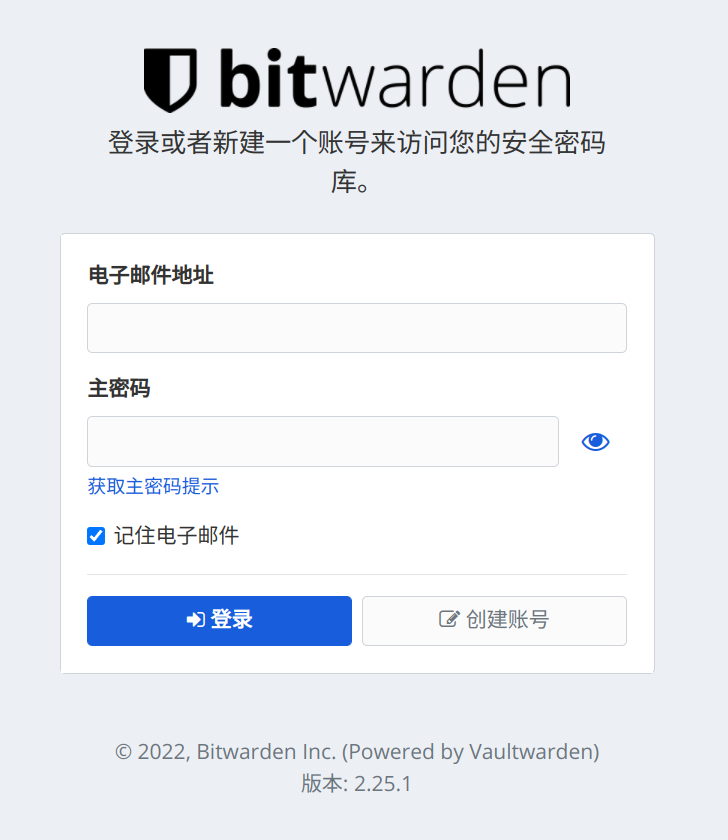 bitwarden
登录或者新建一个账号来访问您的安全密码
库。
电子邮件地址
主密码
获取主密码提示
记住电子邮件
登录 创建账号
© 2022, Bitwarden Inc. (Powered by Vaultwarden)
版本: 2.25.1